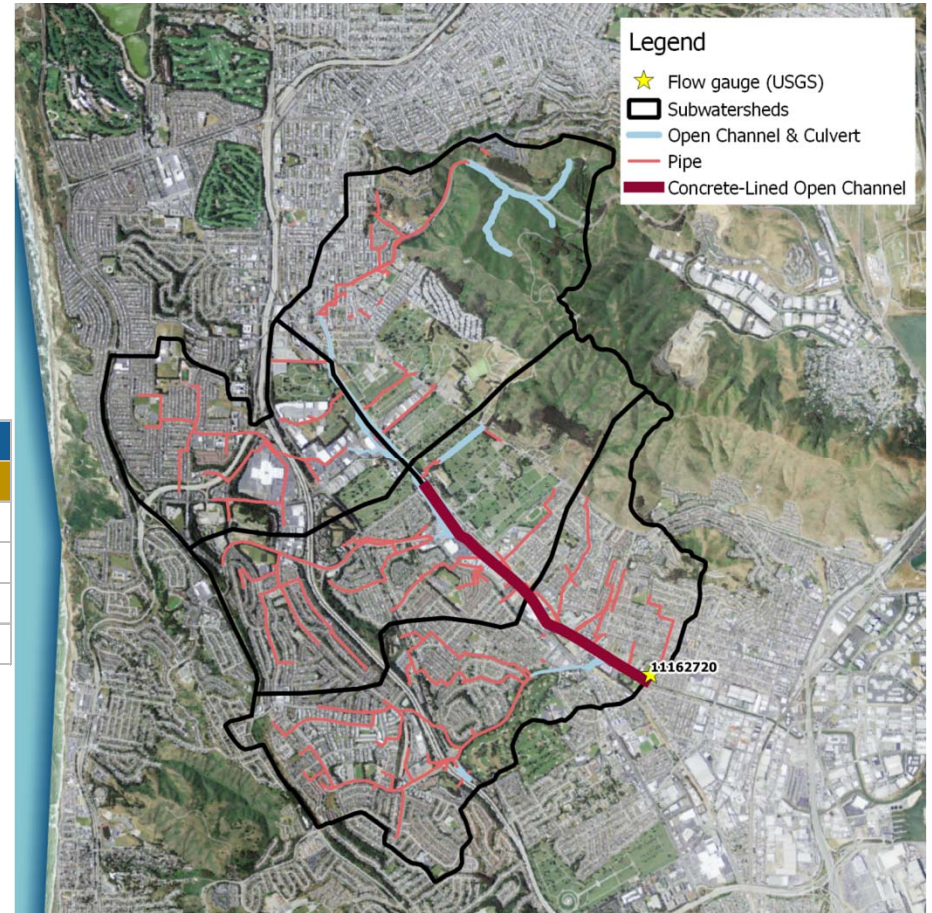 Legend
Flow gauge (USGS)
Subwatersheds
Open Channel & Culvert
Pipe
Concrete-Lined Open Channel
11162720